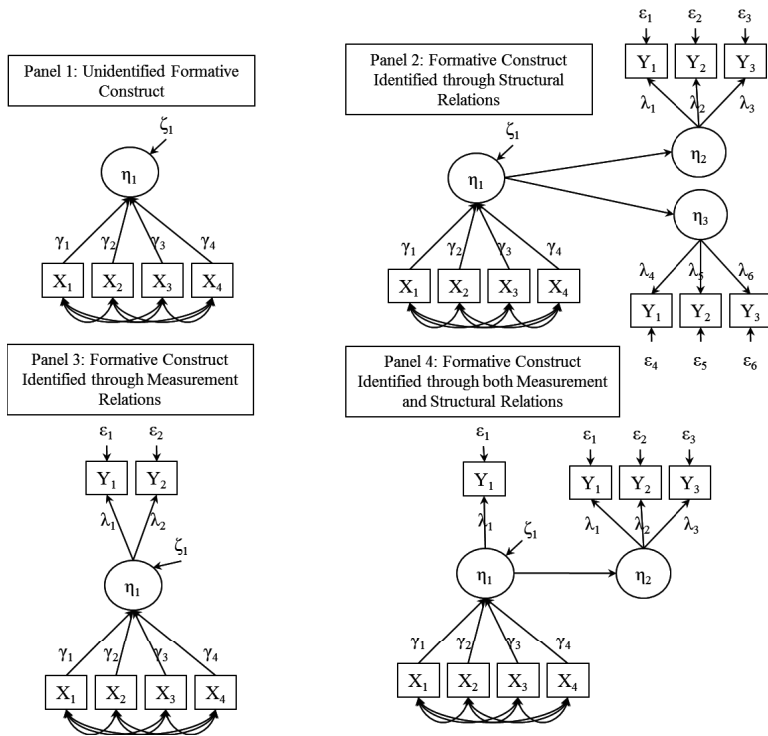 Panel 1: Unidentified Formative
Construct
ζ1
η1
γ1 γ2 γ3 γ4
X1 X2 X3 X4
Panel 2: Formative Construct
Identified through Structural
Relations
ε1 ε2 ε3
Y1 Y2 Y3
λ1 λ2 λ3
η2
ζ1
η1
η3
γ1 γ2 γ3 γ4
X1 X2 X3 X4
λ4 λ5 λ6
Y1 Y2 Y3
ε4 ε5 ε6
Panel 3: Formative Construct
Identified through Measurement
Relations
ε1 ε2
Y1 Y2
λ1 λ2
ζ1
η1
γ1 γ2 γ3 γ4
X1 X2 X3 X4
Panel 4: Formative Construct
Identified through both Measurement
and Structural Relations
ε1
Y1
λ1
ζ1
η1
ε1 ε2 ε3
Y1 Y2 Y3
λ1 λ2 λ3
η2
γ1 γ2 γ3 γ4
X1 X2 X3 X4